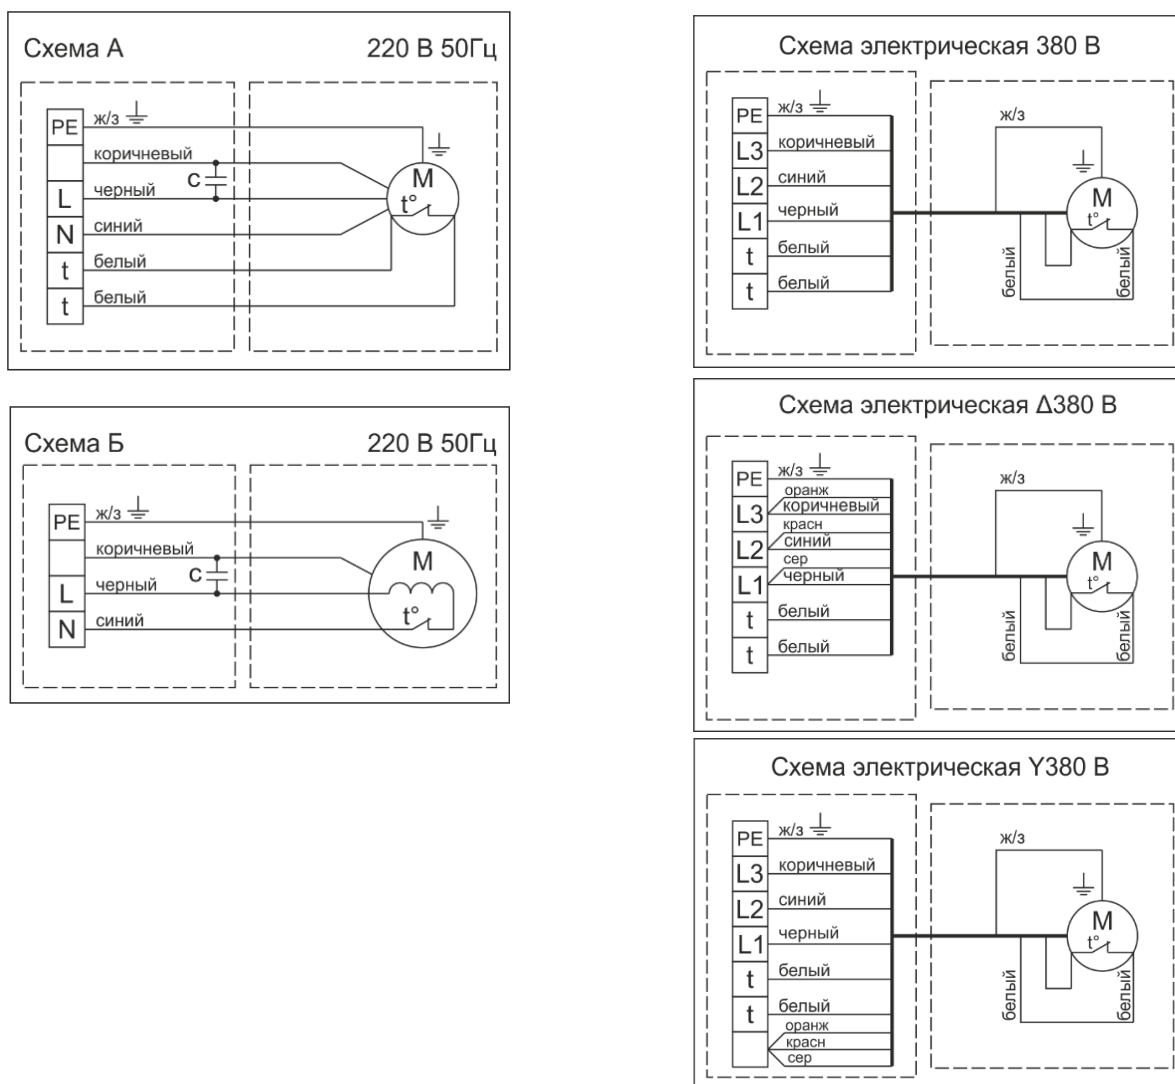 Схема А 220 В 50Гц
PE ж/з
коричневый
C
L черный
N синий
t белый
t белый
M
t°
Схема Б 220 В 50Гц
PE ж/з
коричневый
C
L черный
N синий
M
t°
Схема электрическая 380 В
PE ж/з
L3 коричневый
L2 синий
L1 черный
t белый
t белый
ж/з
M
t°
белый
белый
Схема электрическая Δ380 В
PE ж/з
оранж
L3 коричневый
красн
L2 синий
сер
L1 черный
t белый
t белый
ж/з
M
t°
белый
белый
Схема электрическая Y380 В
PE ж/з
L3 коричневый
L2 синий
L1 черный
t белый
t белый
оранж
красн
сер
ж/з
M
t°
белый
белый